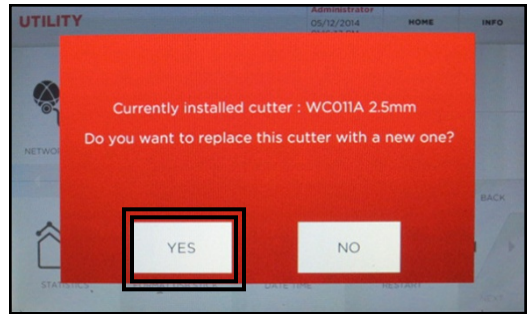 UTILITY
Administrator
05/12/2014
HOME
INFO
Currently installed cutter : WC011A 2.5mm
Do you want to replace this cutter with a new one?
NETWO
BACK
YES
NO
STATISTICS
DATE TIME
RESTART
NEXT